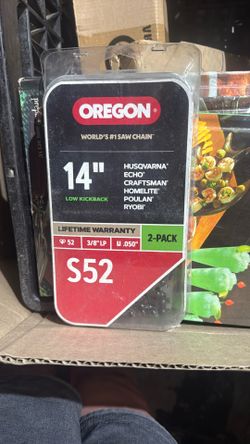 OREGON
WORLD'S #1 SAW CHAIN
14"
LOW KICKBACK
HUSQVARNA
ECHO
CRAFTSMAN
HOMELITE
POULAN
RYOBI
LIFETIME WARRANTY
2-PACK
52
3/8" LP
.050"
S52